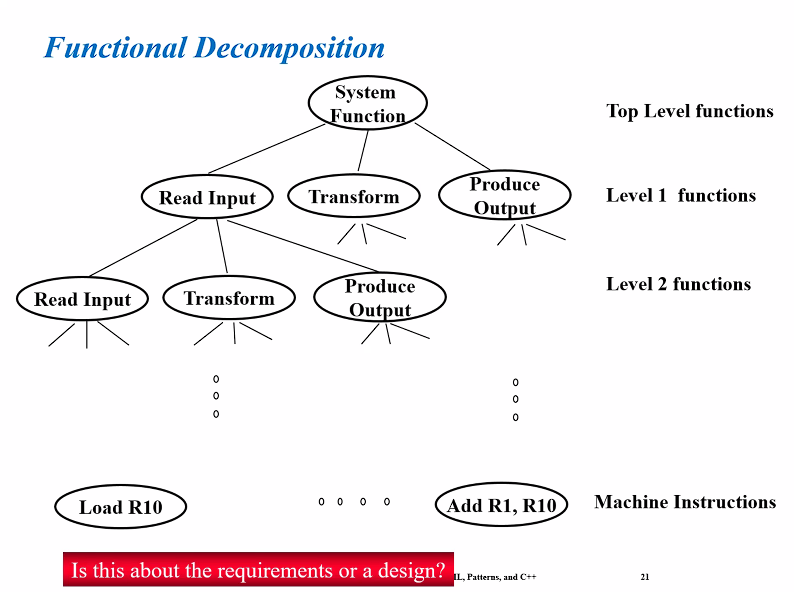 Functional Decomposition
System
Function
Top Level functions
Read Input
Transform
Produce
Output
Level 1  functions
Read Input
Transform
Produce
Output
Level 2 functions
Load R10
Add R1, R10
Machine Instructions
Is this about the requirements or a design?
Patterns, and C++
21